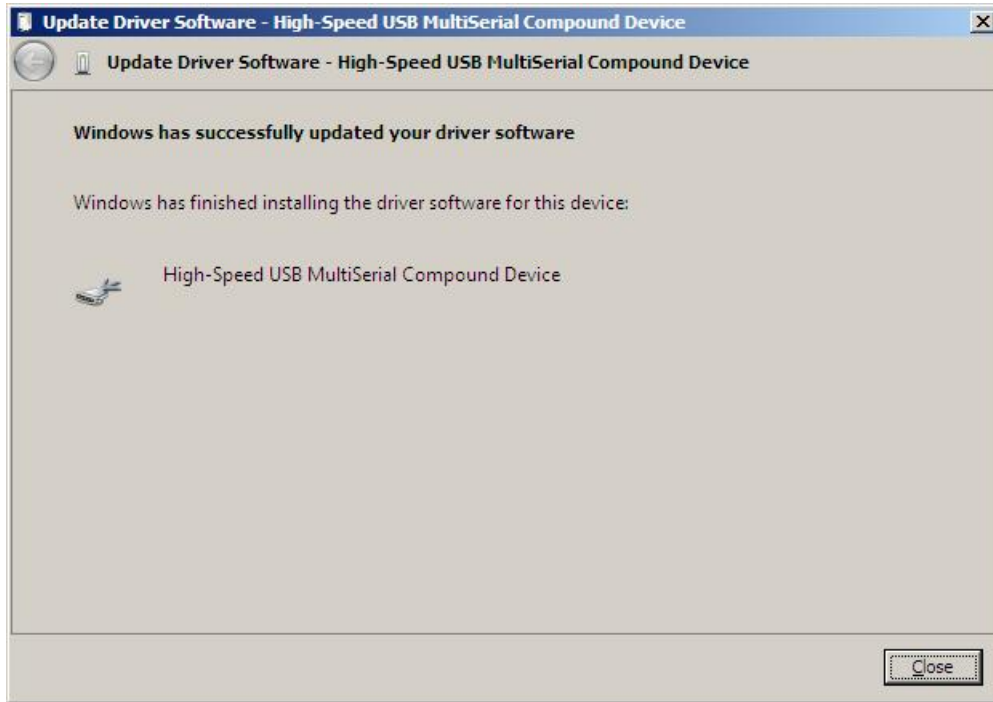 Update Driver Software - High-Speed USB MultiSerial Compound Device
Update Driver Software - High-Speed USB MultiSerial Compound Device
Windows has successfully updated your driver software
Windows has finished installing the driver software for this device:
High-Speed USB MultiSerial Compound Device
Close